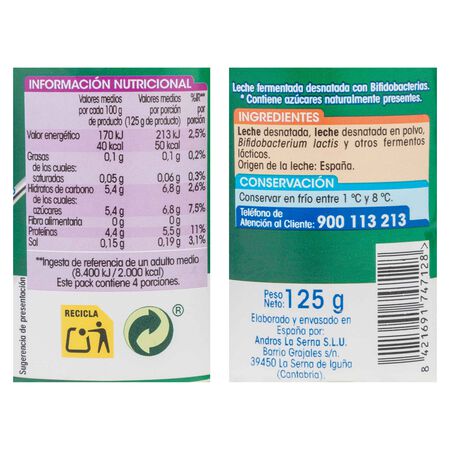 INFORMACIÓN NUTRICIONAL
Valores medios por cada 100 g de producto
Valores medios por porción (125 g de producto)
por porción
Valor energético 170 kJ 213 kJ 2,5%
40 kcal 50 kcal
Grasas 0,1 g 0,1 g 0,2%
de las cuales:
saturadas 0,05 g 0,06 g 0,3%
Hidratos de carbono 5,4 g 6,8 g 2,6%
de los cuales:
azúcares 5,4 g 6,8 g 7,5%
Fibra alimentaria 0 g 0 g
Proteínas 4,4 g 5,5 g 11%
Sal 0,15 g 0,19 g 3,1%
**Ingesta de referencia de un adulto medio
(8.400 kJ / 2.000 kcal)
Este pack contiene 4 porciones.
RECICLA
®
Sugerencia de presentación
Leche fermentada desnatada con Bifidobacterias.
* Contiene azúcares naturalmente presentes.
INGREDIENTES
Leche desnatada, leche desnatada en polvo,
Bifidobacterium lactis y otros fermentos
lácticos.
Origen de la leche: España.
CONSERVACIÓN
Conservar en frío entre 1 ºC y 8 ºC.
Teléfono de
Atención al Cliente: 900 113 213
Peso
Neto: 125 g
Elaborado y envasado en
España por:
Andros La Serna S.L.U.
Barrio Grajales s/n.
39450 La Serna de Iguña
(Cantabria).
8 421691 747128 >